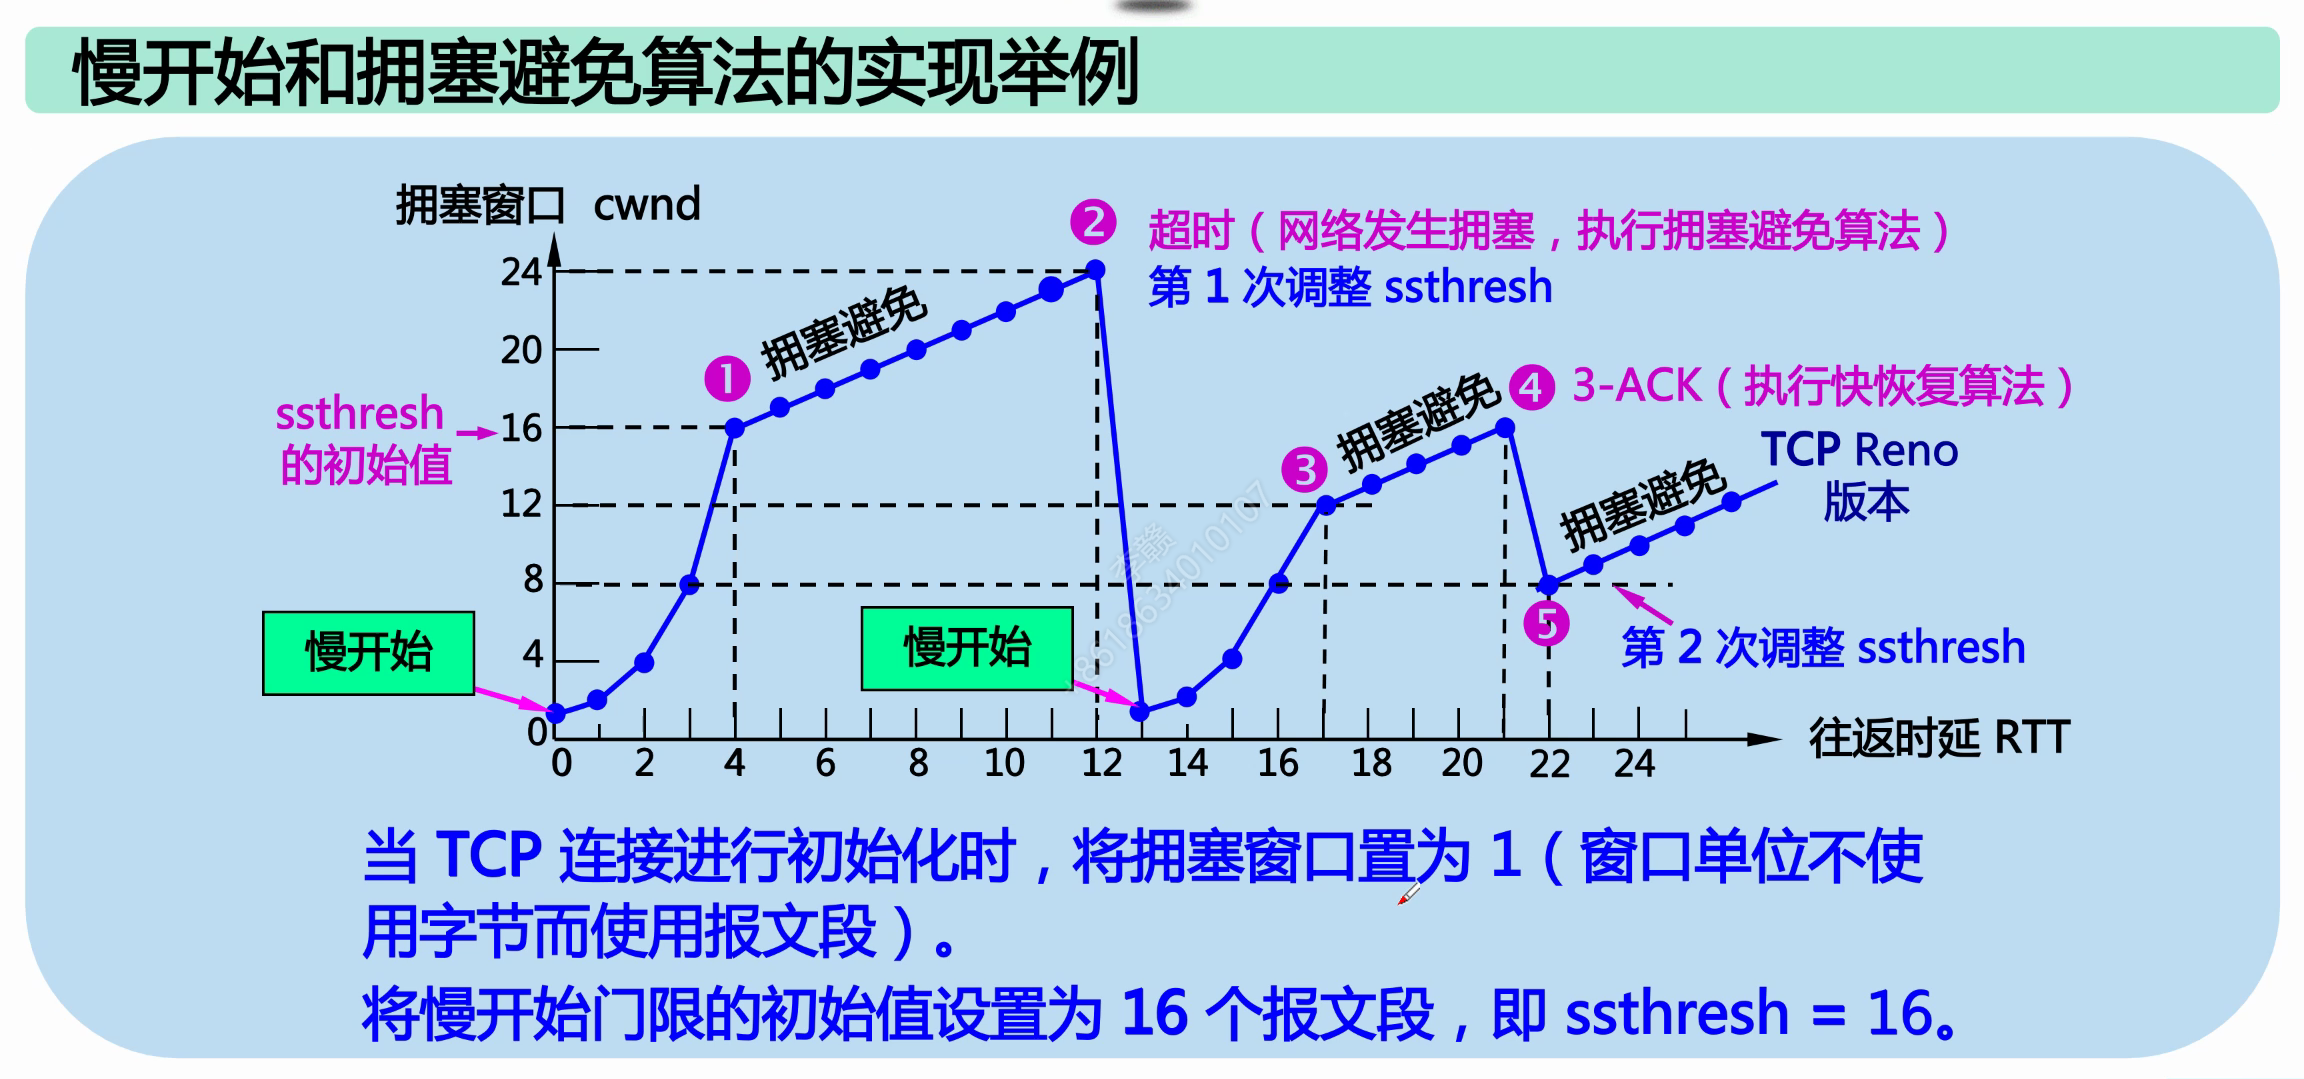 慢开始和拥塞避免算法的实现举例
拥塞窗口 cwnd
❷ 超时（网络发生拥塞，执行拥塞避免算法）
第 1 次调整 ssthresh
24
20
16
12
8
4
0
ssthresh
的初始值
❶
拥塞避免
❸
拥塞避免
❹ 3-ACK（执行快恢复算法）
TCP Reno
版本
拥塞避免
❺
第 2 次调整 ssthresh
慢开始
慢开始
李赣
8618634010107
0 2 4 6 8 10 12 14 16 18 20 22 24
往返时延 RTT
当 TCP 连接进行初始化时，将拥塞窗口置为 1（窗口单位不使
用字节而使用报文段）。
将慢开始门限的初始值设置为 16 个报文段，即 ssthresh = 16。